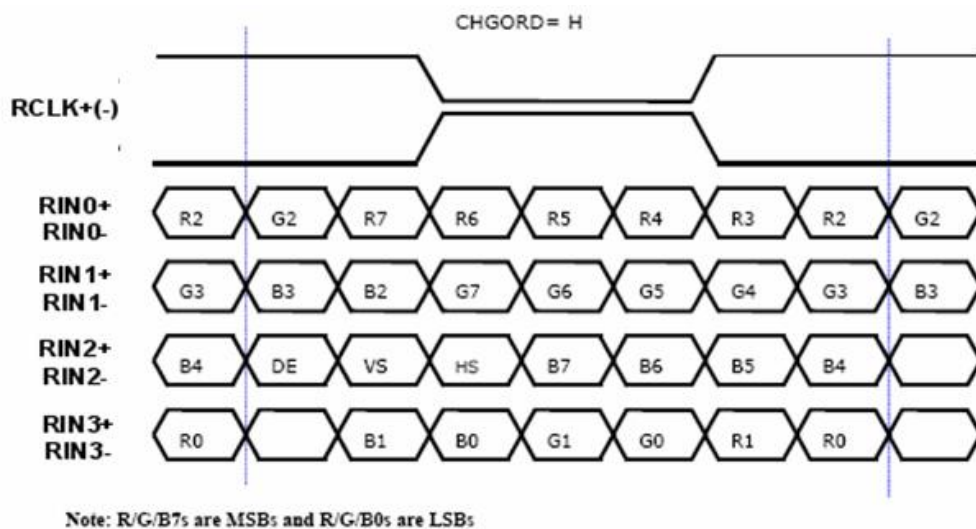 CHGORD= H
RCLK+(-)
RIN0+
RIN0-
R2 G2 R7 R6 R5 R4 R3 R2 G2
RIN1+
RIN1-
G3 B3 B2 G7 G6 G5 G4 G3 B3
RIN2+
RIN2-
B4 DE VS HS B7 B6 B5 B4
RIN3+
RIN3-
R0 B1 B0 G1 G0 R1 R0
Note: R/G/B7s are MSBs and R/G/B0s are LSBs